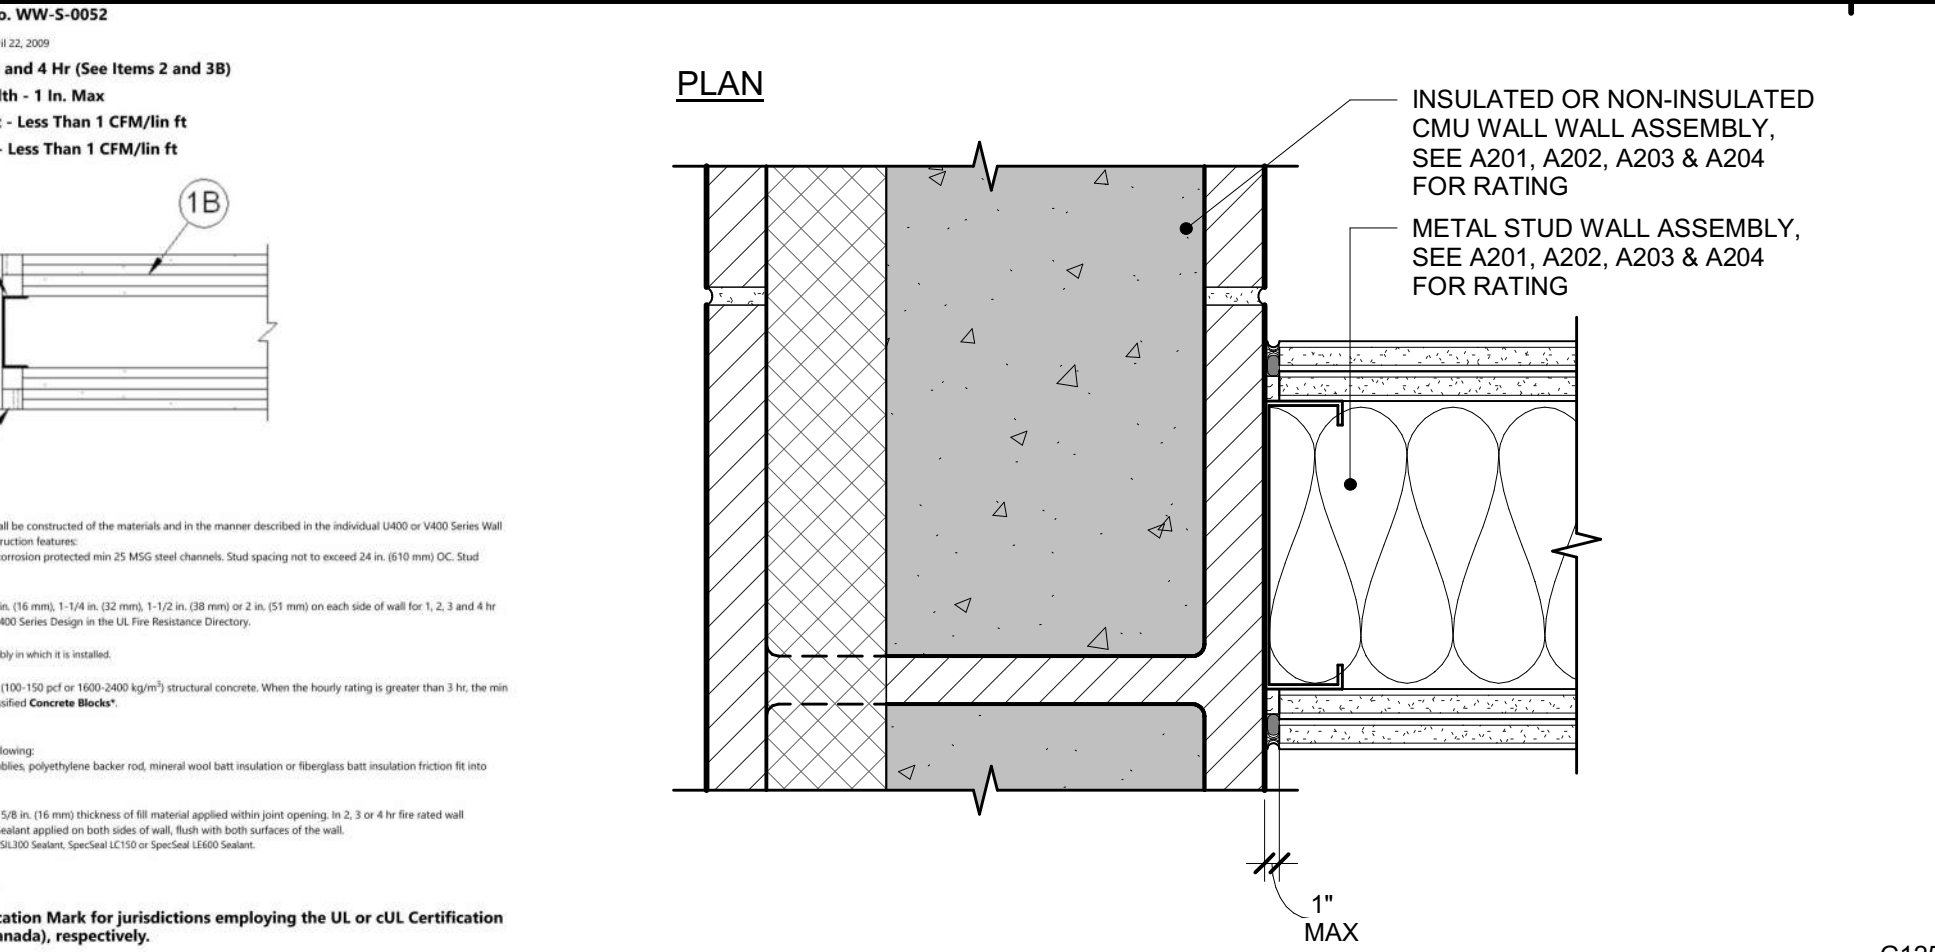 o. WW-S-0052
il 22, 2009
and 4 Hr (See Items 2 and 3B)
lth - 1 In. Max
t - Less Than 1 CFM/lin ft
- Less Than 1 CFM/lin ft
1B
all be constructed of the materials and in the manner described in the individual U400 or V400 Series Wall
ruction features:
corrosion protected min 25 MSG steel channels. Stud spacing not to exceed 24 in. (610 mm) OC. Stud
in. (16 mm), 1-1/4 in. (32 mm), 1-1/2 in. (38 mm) or 2 in. (51 mm) on each side of wall for 1, 2, 3 and 4 hr
400 Series Design in the UL Fire Resistance Directory.
bly in which it is installed.
(100-150 pcf or 1600-2400 kg/m³) structural concrete. When the hourly rating is greater than 3 hr, the min
sified Concrete Blocks*.
lowing:
blies, polyethylene backer rod, mineral wool batt insulation or fiberglass batt insulation friction fit into
5/8 in. (16 mm) thickness of fill material applied within joint opening. In 2, 3 or 4 hr fire rated wall
ealant applied on both sides of wall, flush with both surfaces of the wall.
SIL300 Sealant, SpecSeal LC150 or SpecSeal LE600 Sealant.
cation Mark for jurisdictions employing the UL or cUL Certification
anada), respectively.
PLAN
INSULATED OR NON-INSULATED
CMU WALL WALL ASSEMBLY,
SEE A201, A202, A203 & A204
FOR RATING
METAL STUD WALL ASSEMBLY,
SEE A201, A202, A203 & A204
FOR RATING
1"
MAX